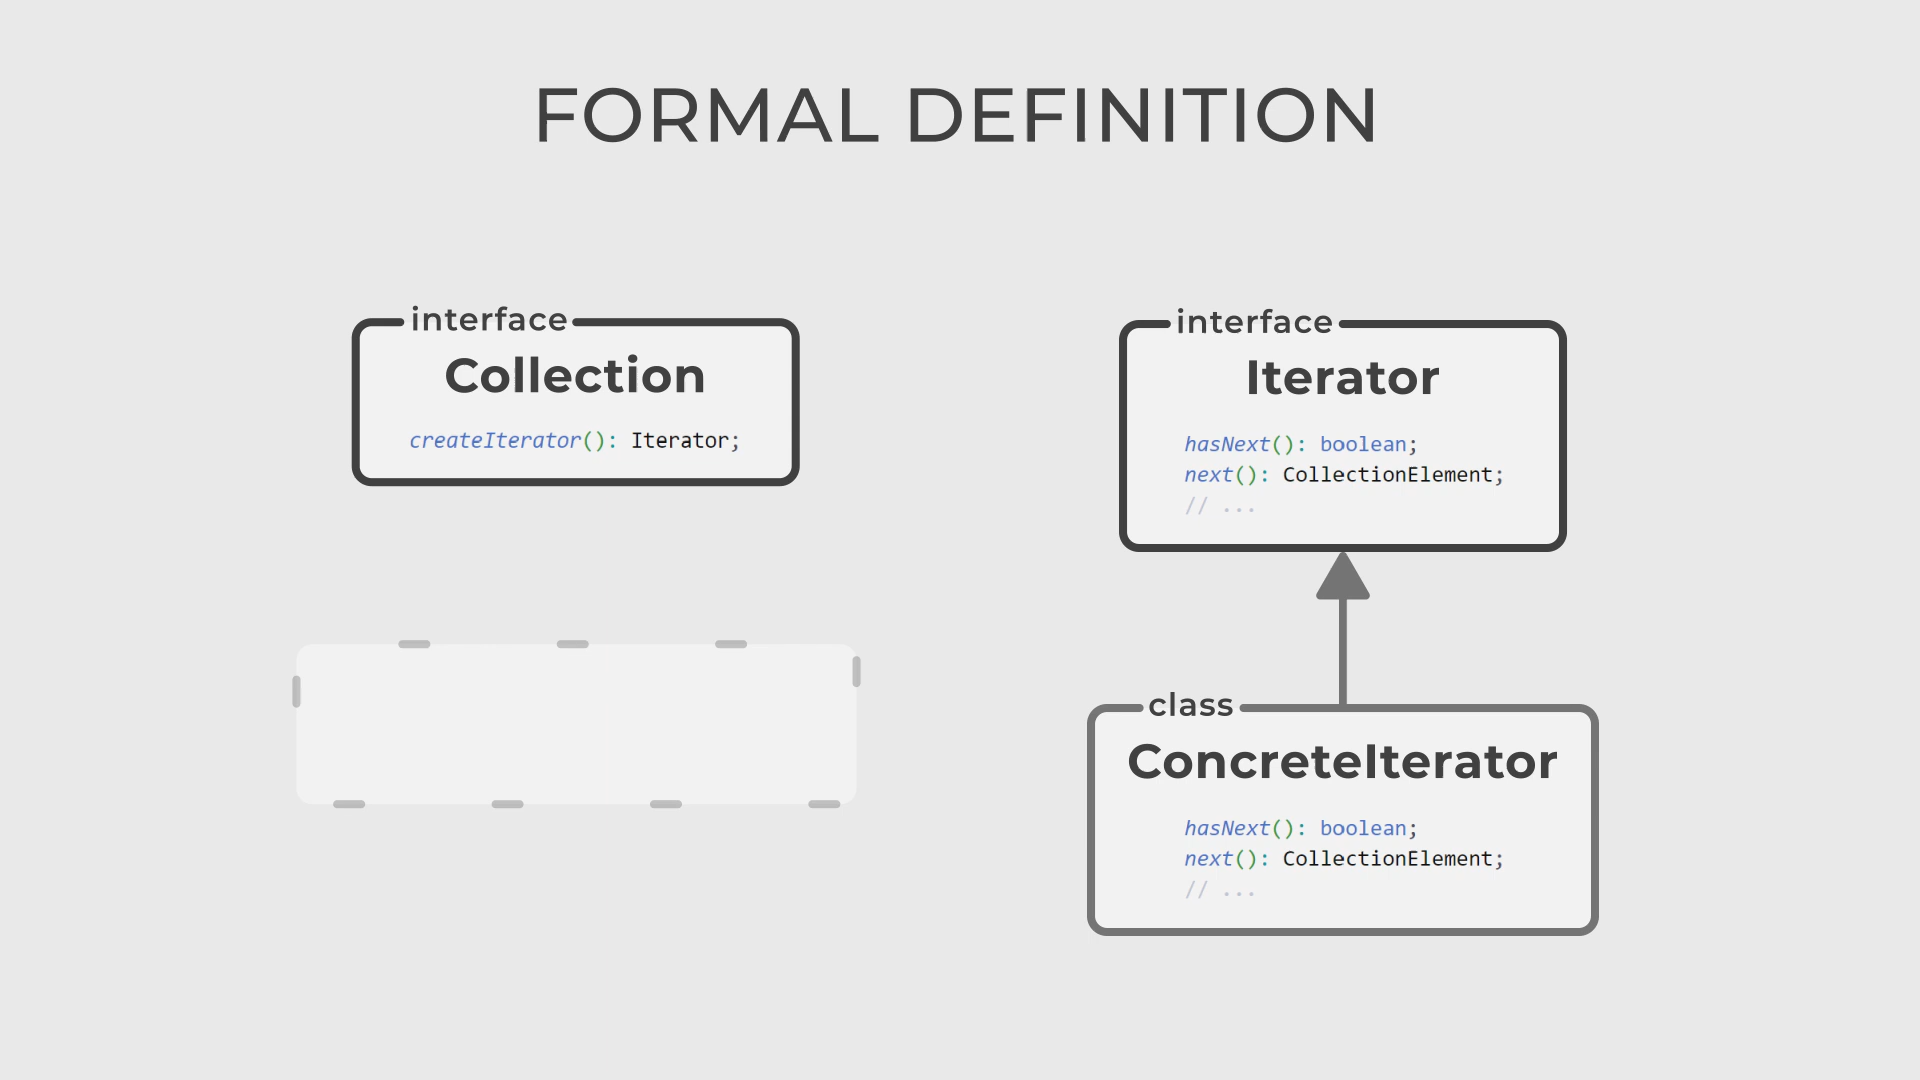 FORMAL DEFINITION
interface
Collection
createIterator(): Iterator;
interface
Iterator
hasNext(): boolean;
next(): CollectionElement;
// ...
class
ConcreteIterator
hasNext(): boolean;
next(): CollectionElement;
// ...